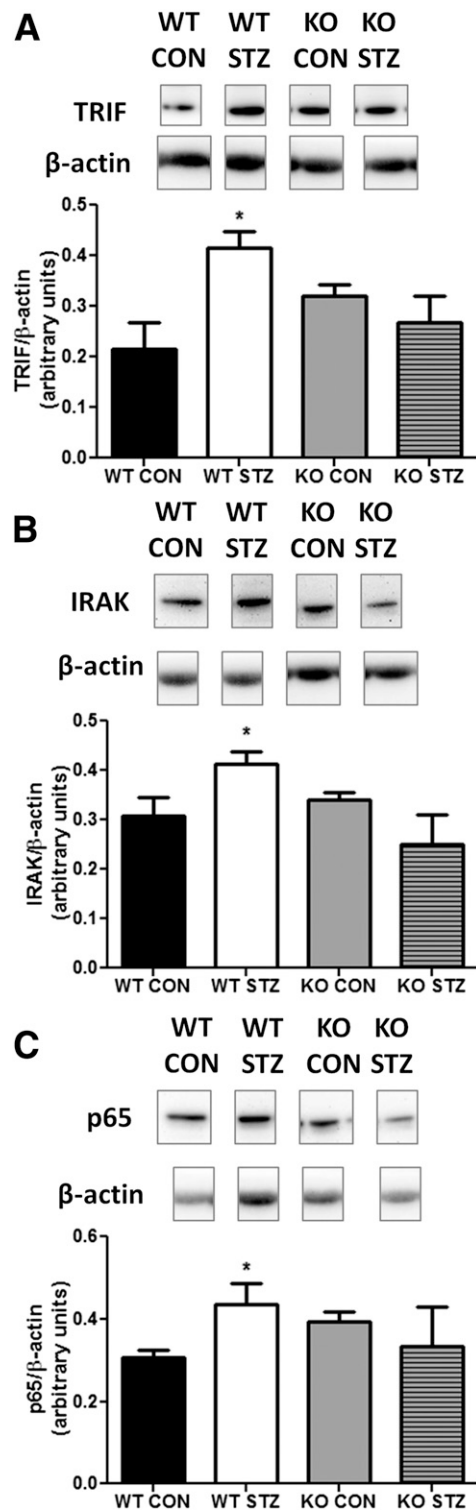 A
WT WT KO KO
CON STZ CON STZ
TRIF
β-actin
0.5
0.4
0.3
0.2
0.1
0.0
TRIF/β-actin
(arbitrary units)
*
WT CON WT STZ KO CON KO STZ
B
WT WT KO KO
CON STZ CON STZ
IRAK
β-actin
0.5
0.4
0.3
0.2
0.1
0.0
IRAK/β-actin
(arbitrary units)
*
WT CON WT STZ KO CON KO STZ
C
WT WT KO KO
CON STZ CON STZ
p65
β-actin
0.6
0.4
0.2
0.0
p65/β-actin
(arbitrary units)
*
WT CON WT STZ KO CON KO STZ